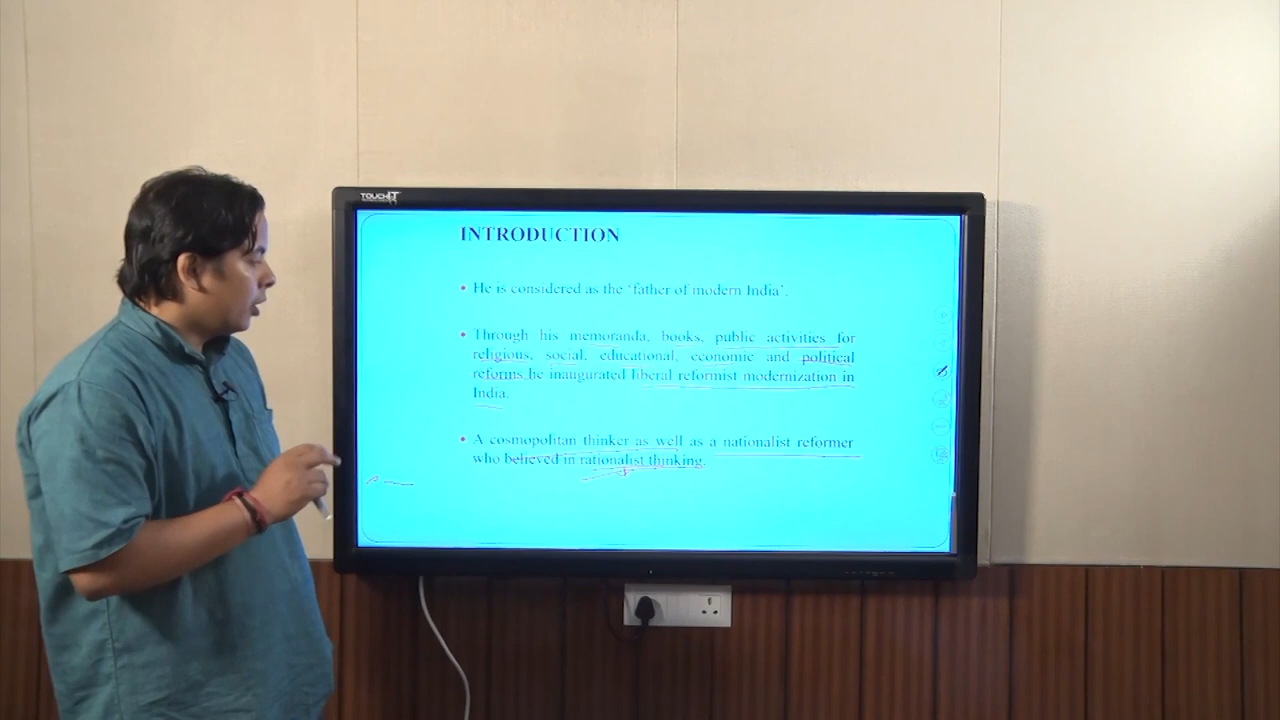 TOUCHIT
INTRODUCTION
• He is considered as the 'father of modern India'.
• Through his memoranda, books, public activities for
religious, social, educational, economic and political
reforms he inaugurated liberal reformist modernization in
India.
• A cosmopolitan thinker as well as a nationalist reformer
who believed in rationalist thinking.